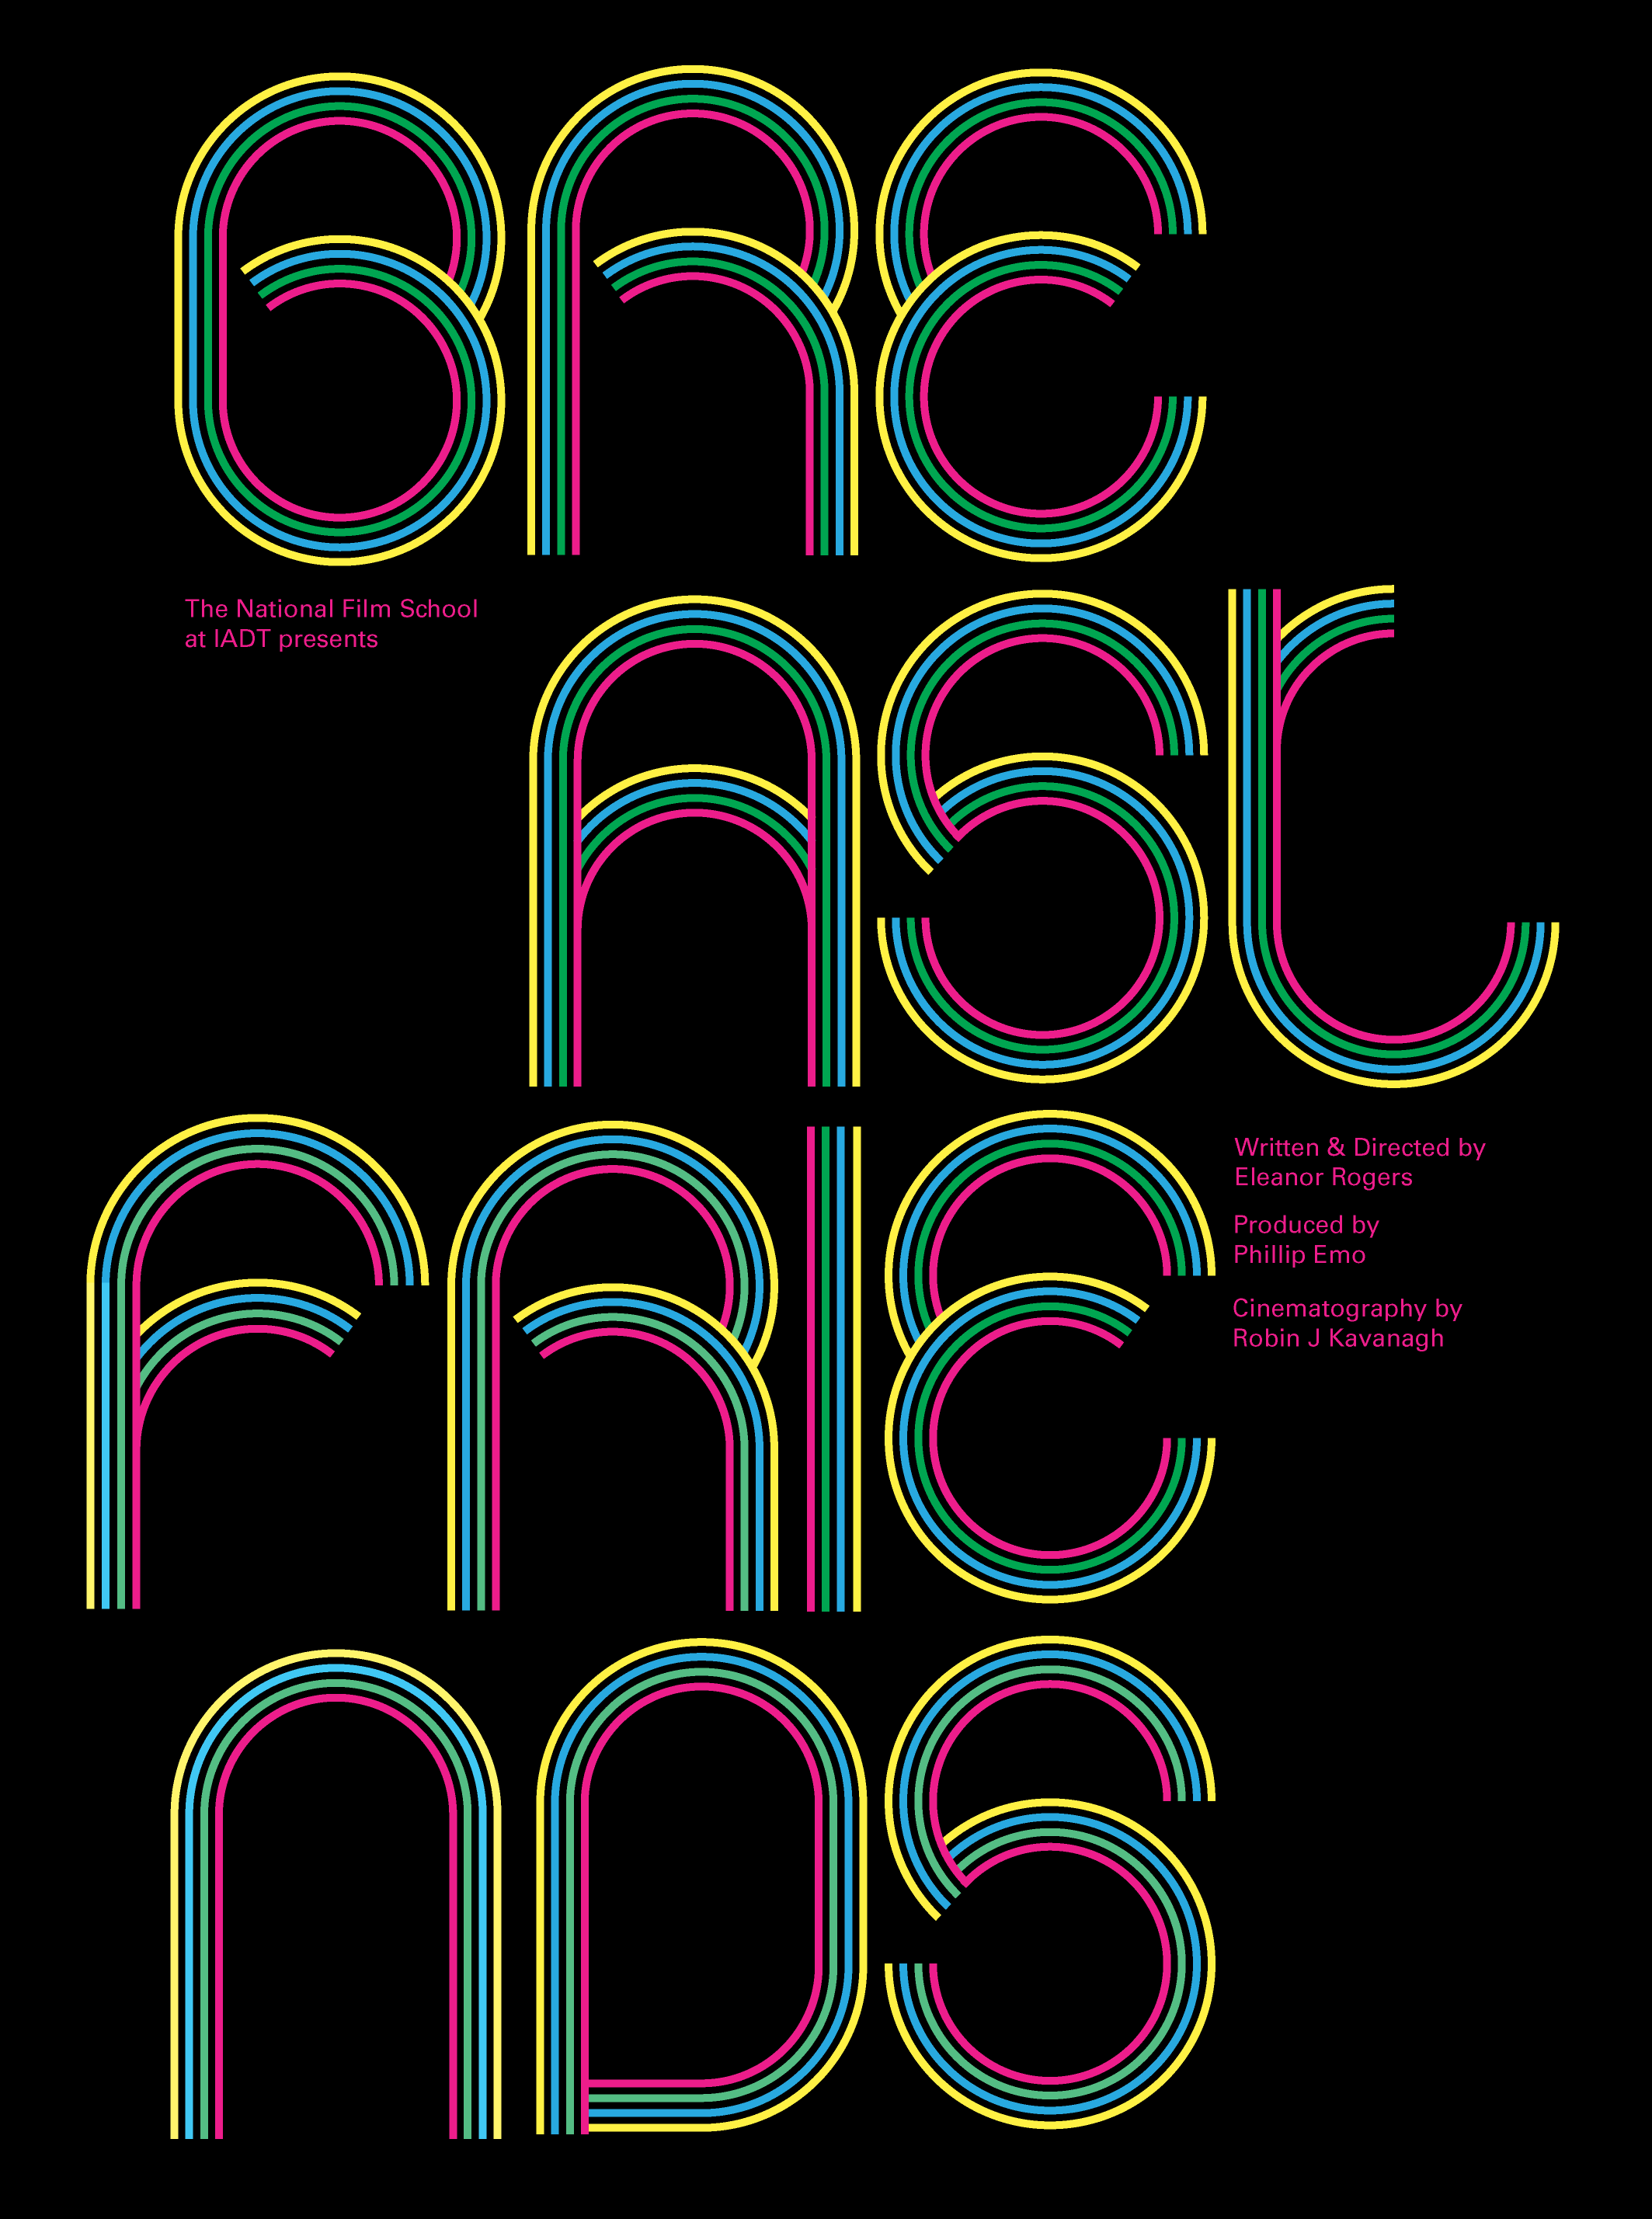 BRE
The National Film School
at IADT presents
AST
FRIE
Written & Directed by
Eleanor Rogers
Produced by
Phillip Emo
Cinematography by
Robin J Kavanagh
NDS